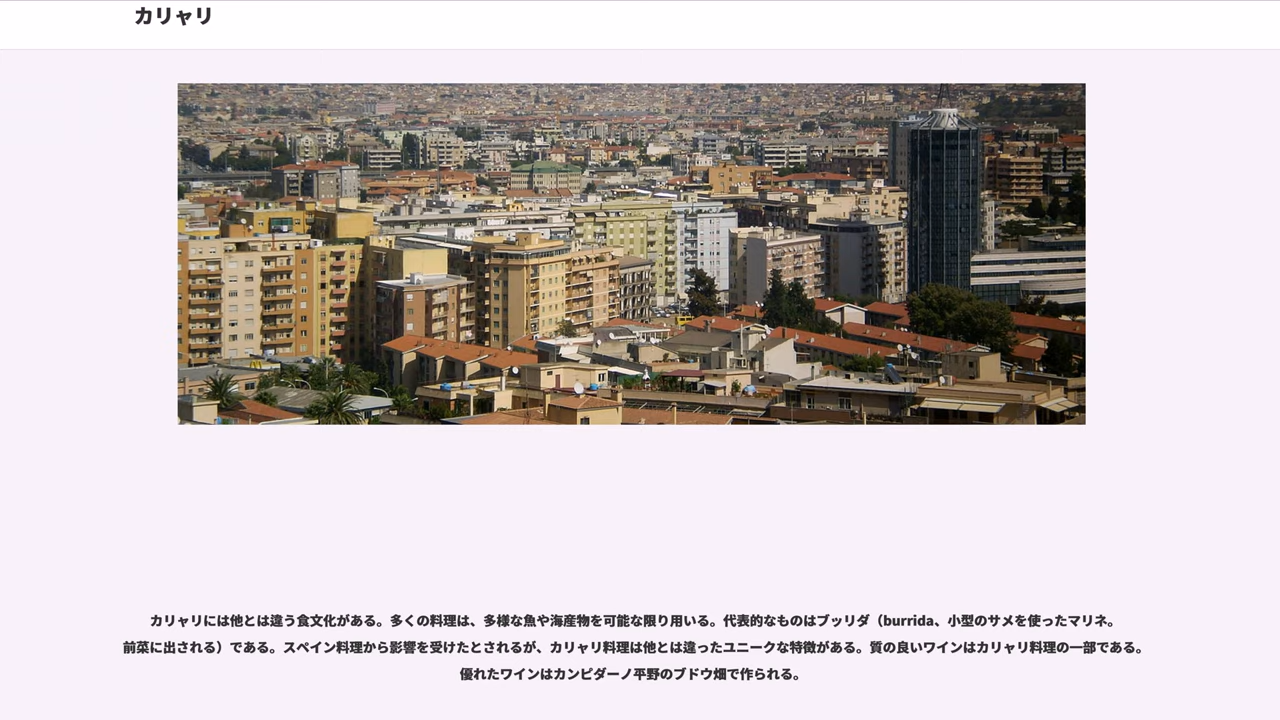 カリャリ
カリャリには他とは違う食文化がある。多くの料理は、多様な魚や海産物を可能な限り用いる。代表的なものはブッリダ（burrida、小型のサメを使ったマリネ。
前菜に出される）である。スペイン料理から影響を受けたとされるが、カリャリ料理は他とは違ったユニークな特徴がある。質の良いワインはカリャリ料理の一部である。
優れたワインはカンピダーノ平野のブドウ畑で作られる。